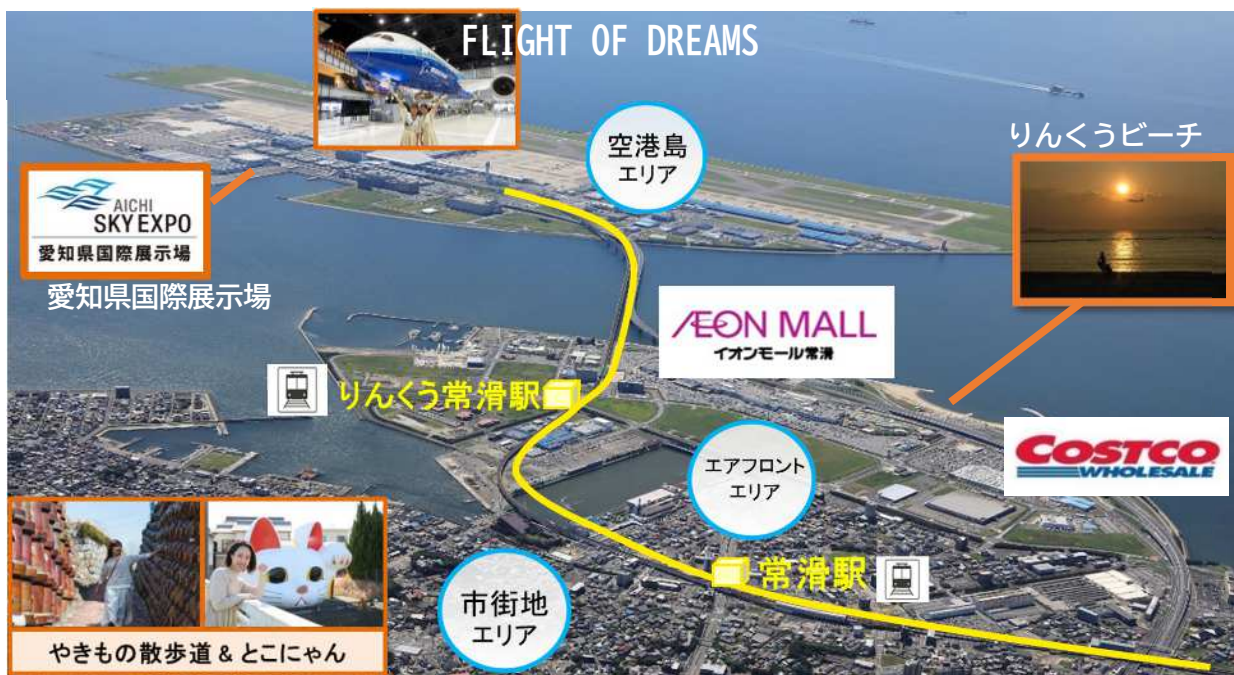 FLIGHT OF DREAMS
空港島
エリア
りんくうビーチ
AICHI
SKY EXPO
愛知県国際展示場
愛知県国際展示場
ÆON MALL
イオンモール常滑
りんくう常滑駅
COSTCO
WHOLESALE
エアフロント
エリア
常滑駅
市街地
エリア
やきもの散歩道 & とこにゃん